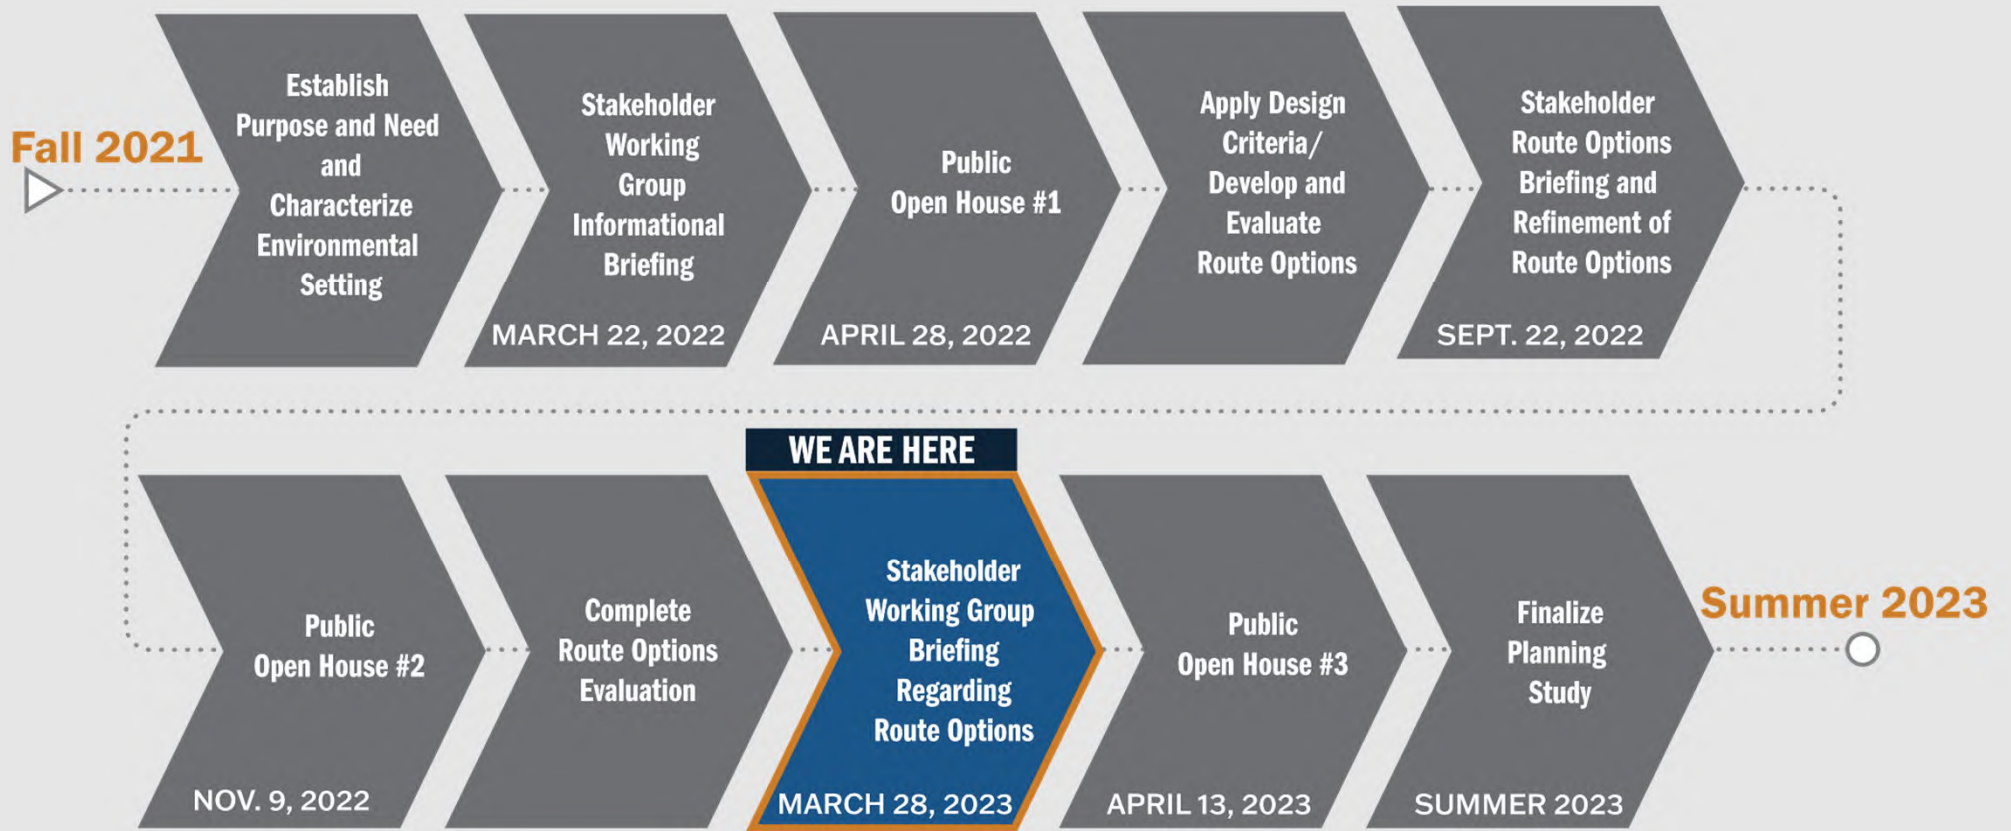 Fall 2021
Establish
Purpose and Need
and
Characterize
Environmental
Setting
Stakeholder
Working
Group
Informational
Briefing
MARCH 22, 2022
Public
Open House #1
APRIL 28, 2022
Apply Design
Criteria/
Develop and
Evaluate
Route Options
Stakeholder
Route Options
Briefing and
Refinement of
Route Options
SEPT. 22, 2022
Public
Open House #2
NOV. 9, 2022
Complete
Route Options
Evaluation
WE ARE HERE
Stakeholder
Working Group
Briefing
Regarding
Route Options
MARCH 28, 2023
Public
Open House #3
APRIL 13, 2023
Finalize
Planning
Study
SUMMER 2023
Summer 2023